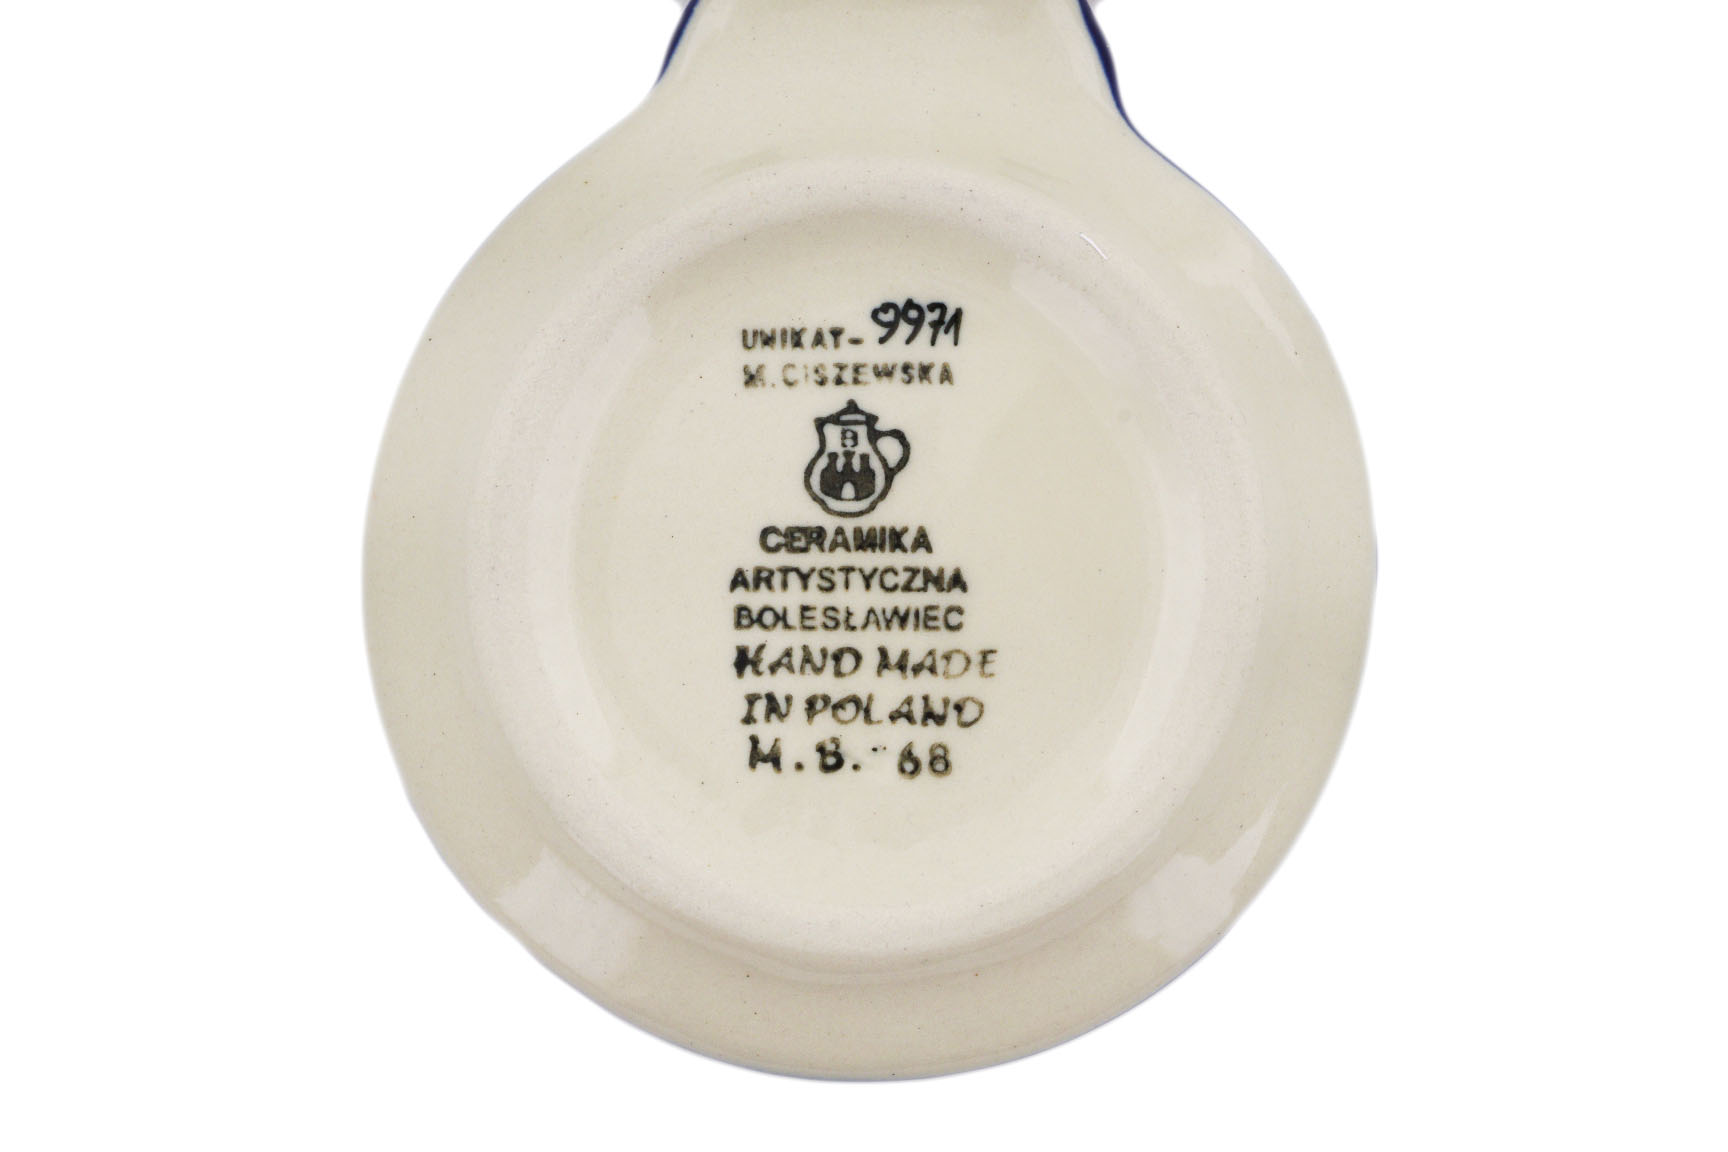 UNIKAT- 9971
M. CISZEWSKA
B
CERAMIKA
ARTYSTYCZNA
BOLESŁAWIEC
HAND MADE
IN POLAND
M.B.- 68